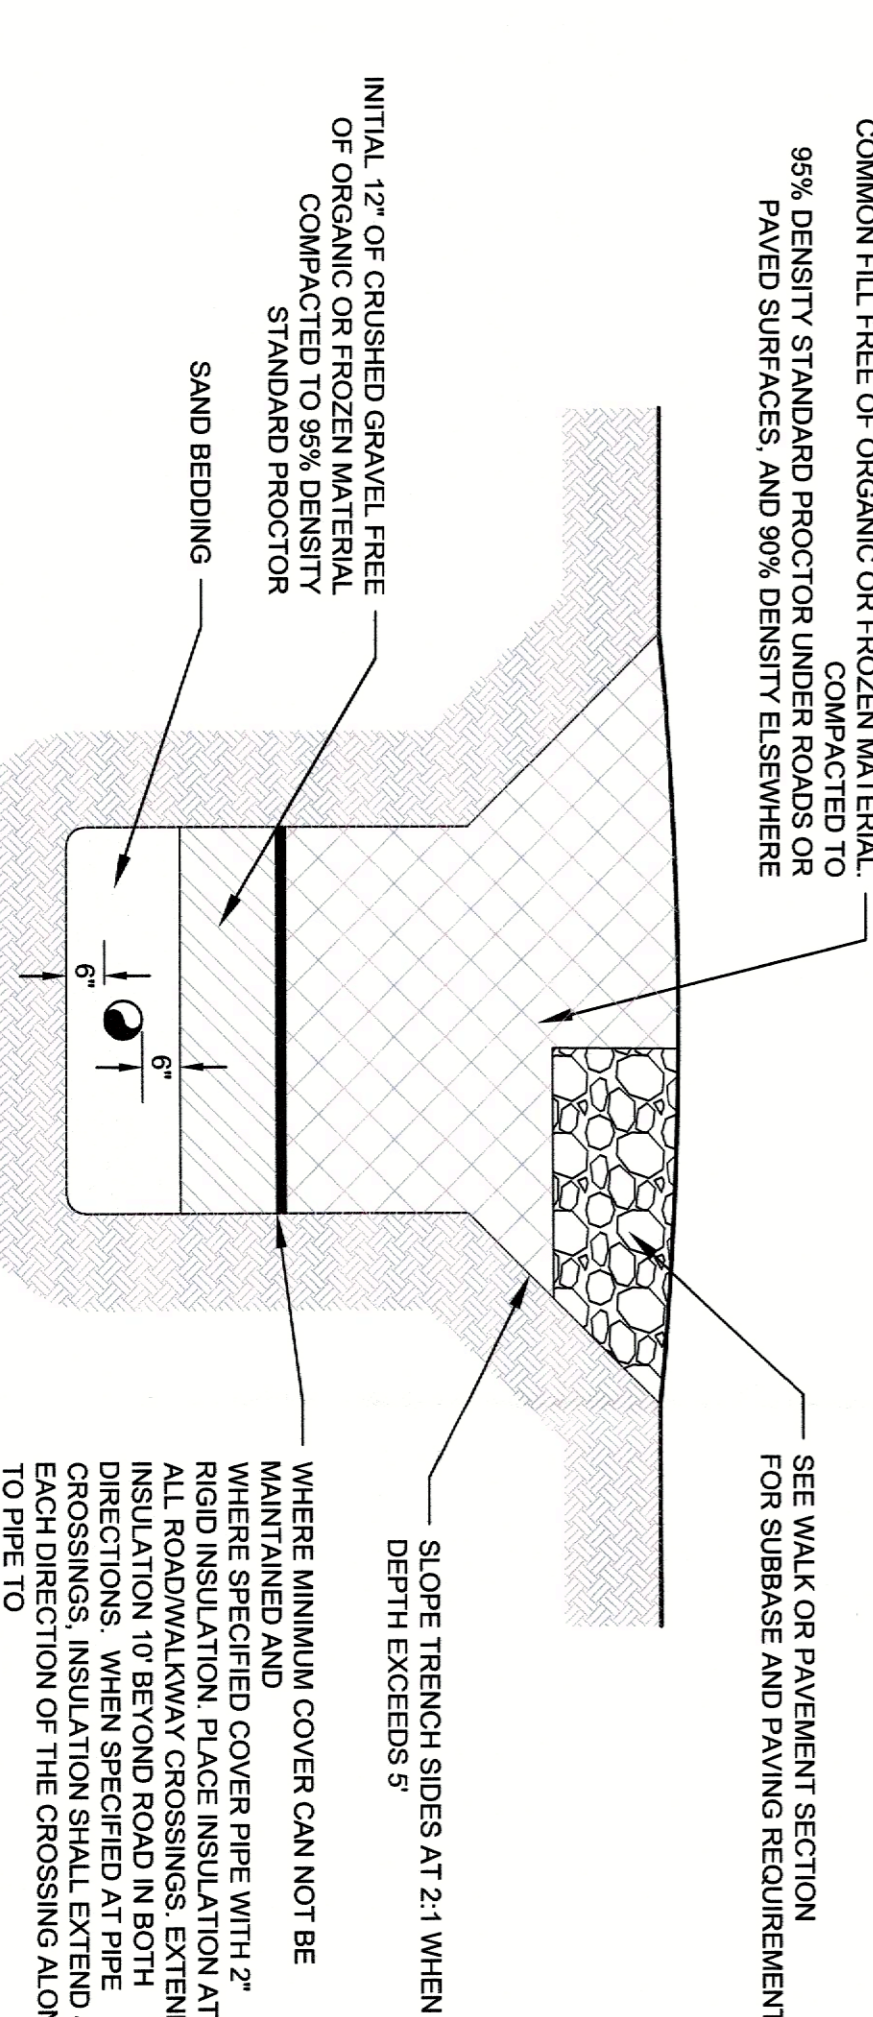 COMMON FILL FREE OF ORGANIC OR FROZEN MATERIAL.
COMPACTED TO
95% DENSITY STANDARD PROCTOR UNDER ROADS OR
PAVED SURFACES, AND 90% DENSITY ELSEWHERE
SEE WALK OR PAVEMENT SECTION
FOR SUBBASE AND PAVING REQUIREMENT
INITIAL 12" OF CRUSHED GRAVEL FREE
OF ORGANIC OR FROZEN MATERIAL
COMPACTED TO 95% DENSITY
STANDARD PROCTOR
SLOPE TRENCH SIDES AT 2:1 WHEN
DEPTH EXCEEDS 5'
SAND BEDDING
6"
6"
WHERE MINIMUM COVER CAN NOT BE
MAINTAINED AND
WHERE SPECIFIED COVER PIPE WITH 2"
RIGID INSULATION. PLACE INSULATION AT
ALL ROAD/WALKWAY CROSSINGS. EXTEND
INSULATION 10' BEYOND ROAD IN BOTH
DIRECTIONS. WHEN SPECIFIED AT PIPE
CROSSINGS, INSULATION SHALL EXTEND
EACH DIRECTION OF THE CROSSING ALON
TO PIPE TO